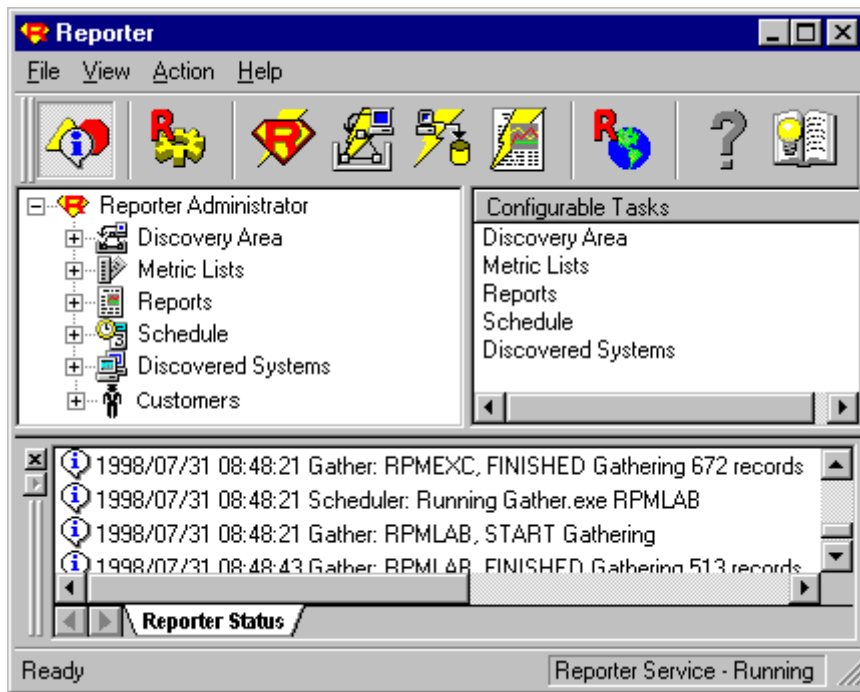 Reporter
File View Action Help
Reporter Administrator
Discovery Area
Metric Lists
Reports
Schedule
Discovered Systems
Customers
Configurable Tasks
Discovery Area
Metric Lists
Reports
Schedule
Discovered Systems
1998/07/31 08:48:21 Gather: RPMEXC, FINISHED Gathering 672 records
1998/07/31 08:48:21 Scheduler: Running Gather.exe RPMLAB
1998/07/31 08:48:21 Gather: RPMLAB, START Gathering
1998/07/31 08:48:43 Gather: RPMLAB, FINISHED Gathering 513 records
Reporter Status
Ready Reporter Service - Running